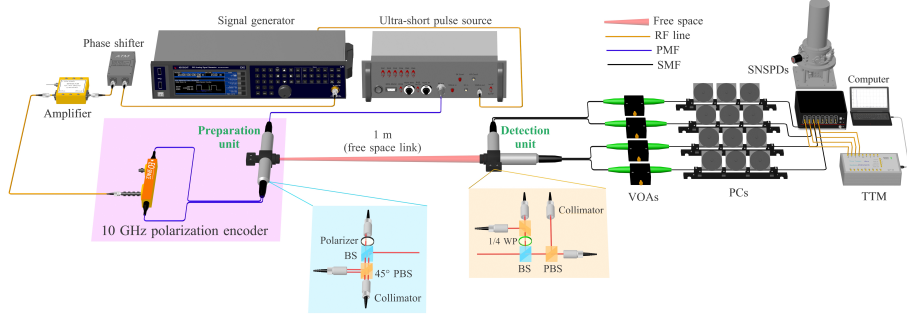 Signal generator
Ultra-short pulse source
Free space
RF line
PMF
SMF
Phase shifter
SNSPDs
Computer
Amplifier
Preparation
unit
1 m
(free space link)
Detection
unit
VOAs
PCs
TTM
10 GHz polarization encoder
Polarizer
BS
45° PBS
Collimator
Collimator
1/4 WP
BS
PBS